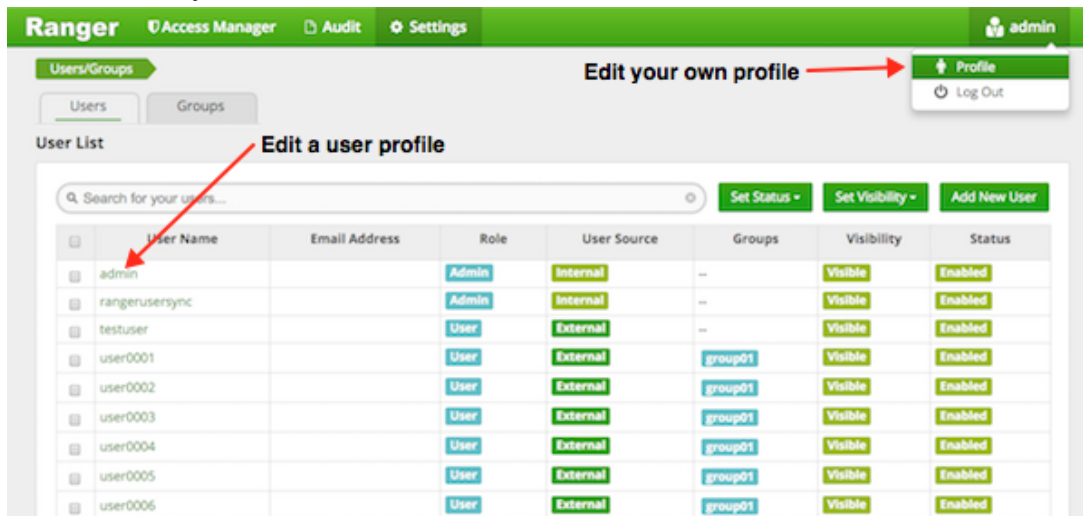 Ranger Access Manager Audit Settings admin
Users/Groups Edit your own profile Profile
Users Groups Log Out
User List Edit a user profile
Search for your users... Set Status Set Visibility Add New User
User Name Email Address Role User Source Groups Visibility Status
admin Admin Internal -- Visible Enabled
rangerusersync Admin Internal -- Visible Enabled
testuser User External -- Visible Enabled
user0001 User External group01 Visible Enabled
user0002 User External group01 Visible Enabled
user0003 User External group01 Visible Enabled
user0004 User External group01 Visible Enabled
user0005 User External group01 Visible Enabled
user0006 User External group01 Visible Enabled